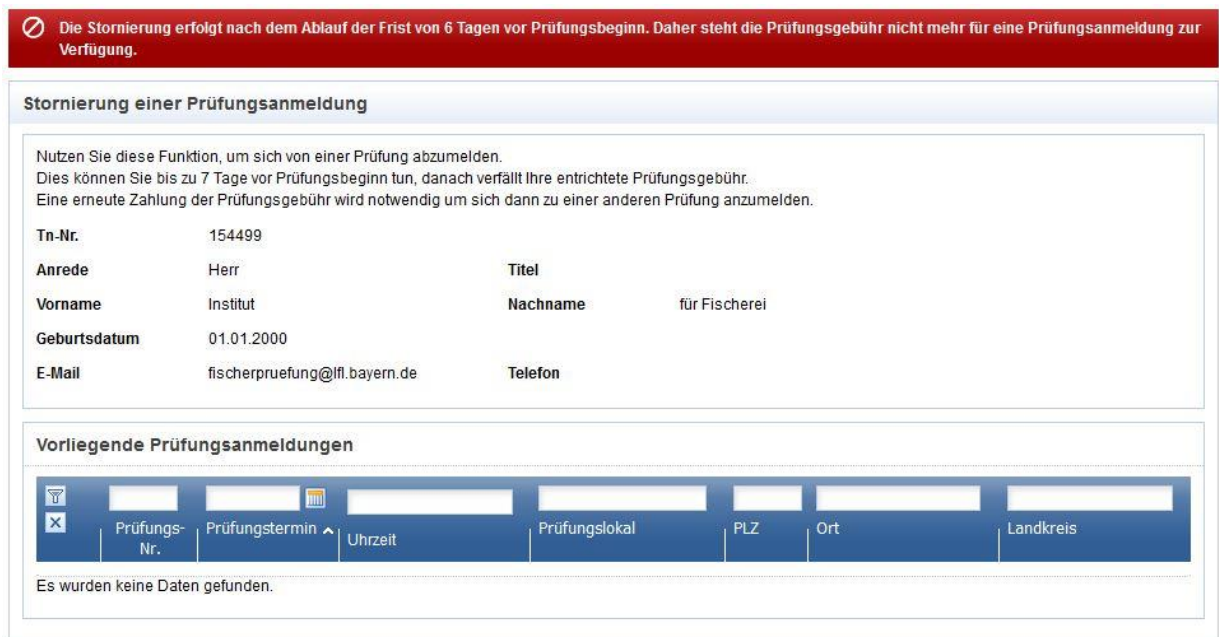 Die Stornierung erfolgt nach dem Ablauf der Frist von 6 Tagen vor Prüfungsbeginn. Daher steht die Prüfungsgebühr nicht mehr für eine Prüfungsanmeldung zur
Verfügung.
Stornierung einer Prüfungsanmeldung
Nutzen Sie diese Funktion, um sich von einer Prüfung abzumelden.
Dies können Sie bis zu 7 Tage vor Prüfungsbeginn tun, danach verfällt Ihre entrichtete Prüfungsgebühr.
Eine erneute Zahlung der Prüfungsgebühr wird notwendig um sich dann zu einer anderen Prüfung anzumelden.
Tn-Nr. 154499
Anrede Herr Titel
Vorname Institut Nachname für Fischerei
Geburtsdatum 01.01.2000
E-Mail fischerpruefung@lfl.bayern.de Telefon
Vorliegende Prüfungsanmeldungen
Prüfungs- Prüfungstermin Uhrzeit Prüfungslokal PLZ Ort Landkreis
Nr.
Es wurden keine Daten gefunden.